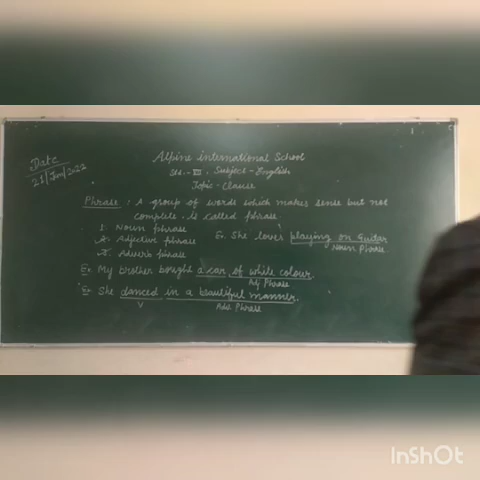 Date
21/Jun/2022
Alpine international School
Std.-VIII, Subject-English
Topic-Clause
Phrase : A group of words which makes sense but not
complete. is called phrase.
1. Noun phrase
2. Adjective phrase Ex. She loves playing on Guitar
Noun Phrase
3. Adverb phrase
Ex My brother bought a car of white colour.
Adj Phrase
Ex She danced in a beautiful manner.
V Adv Phrase
InShOt